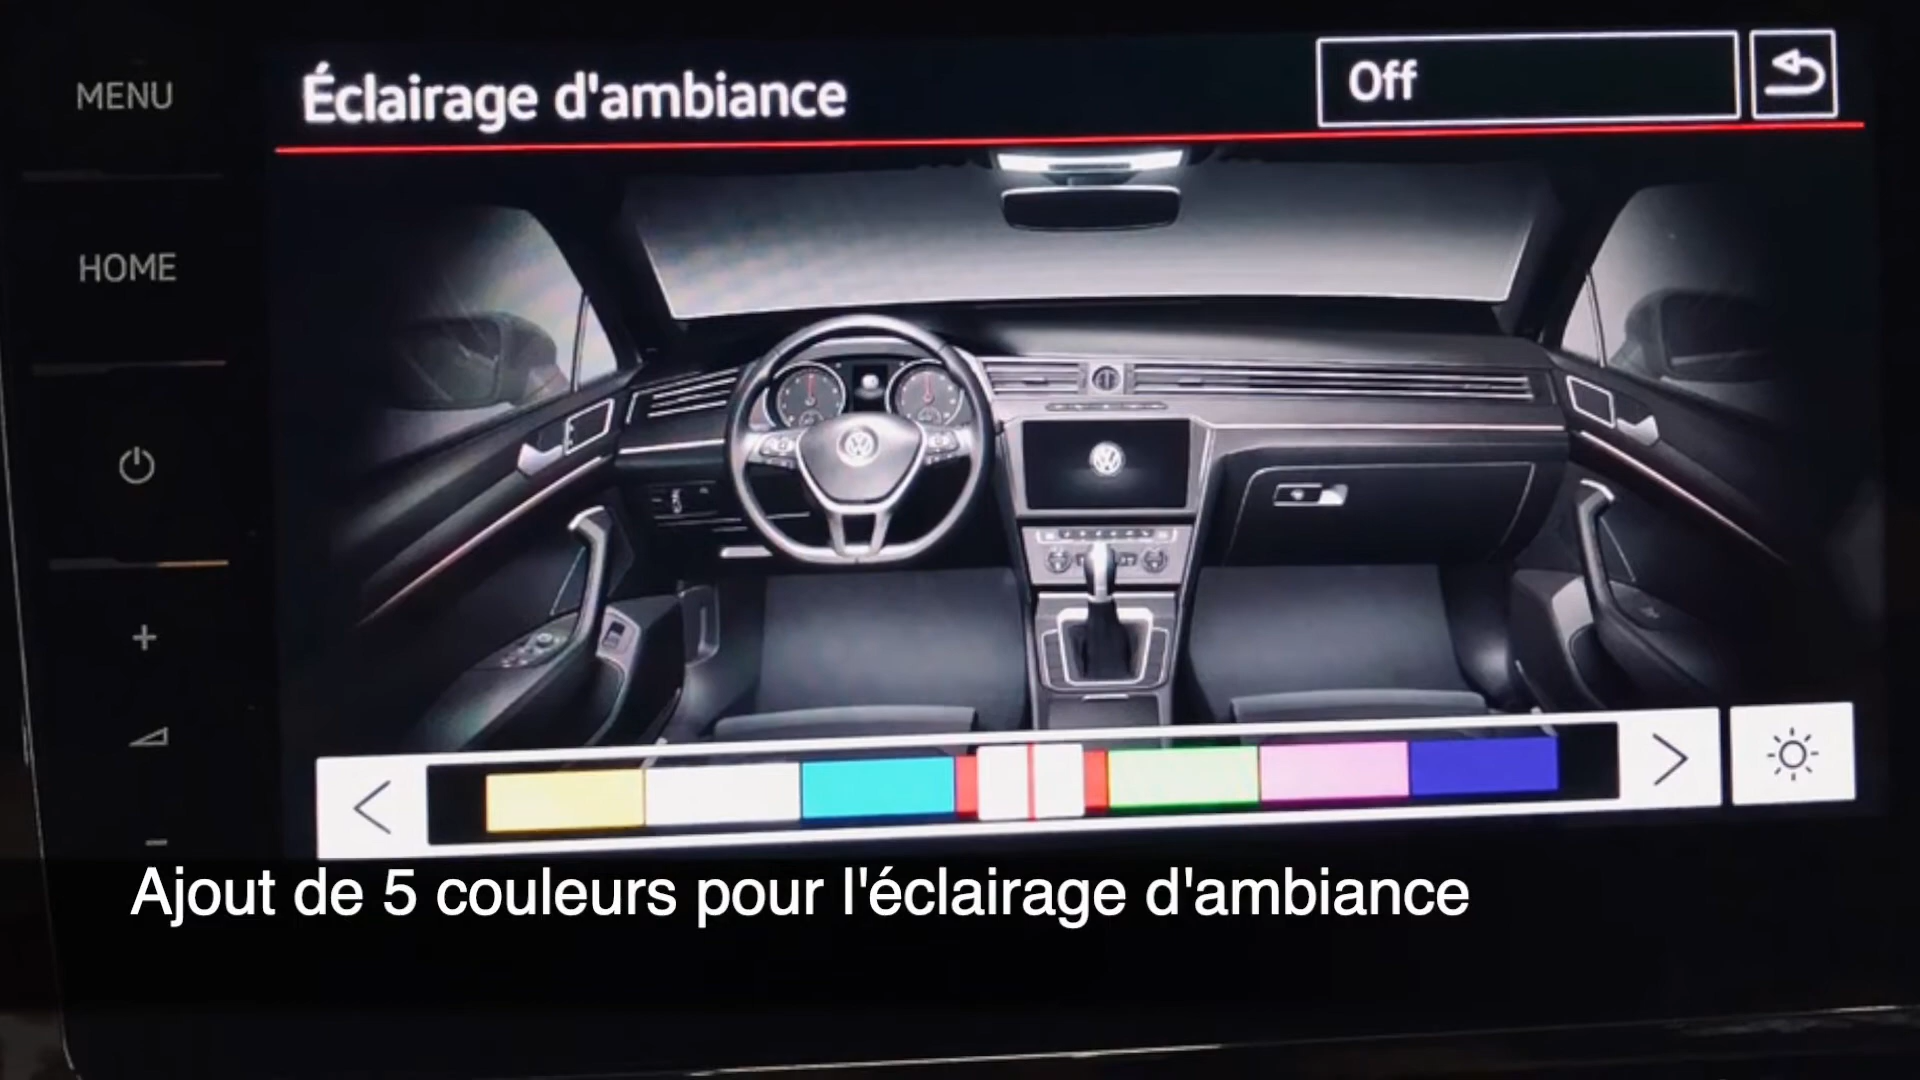 MENU
Éclairage d'ambiance
Off
HOME
+
−
Ajout de 5 couleurs pour l'éclairage d'ambiance